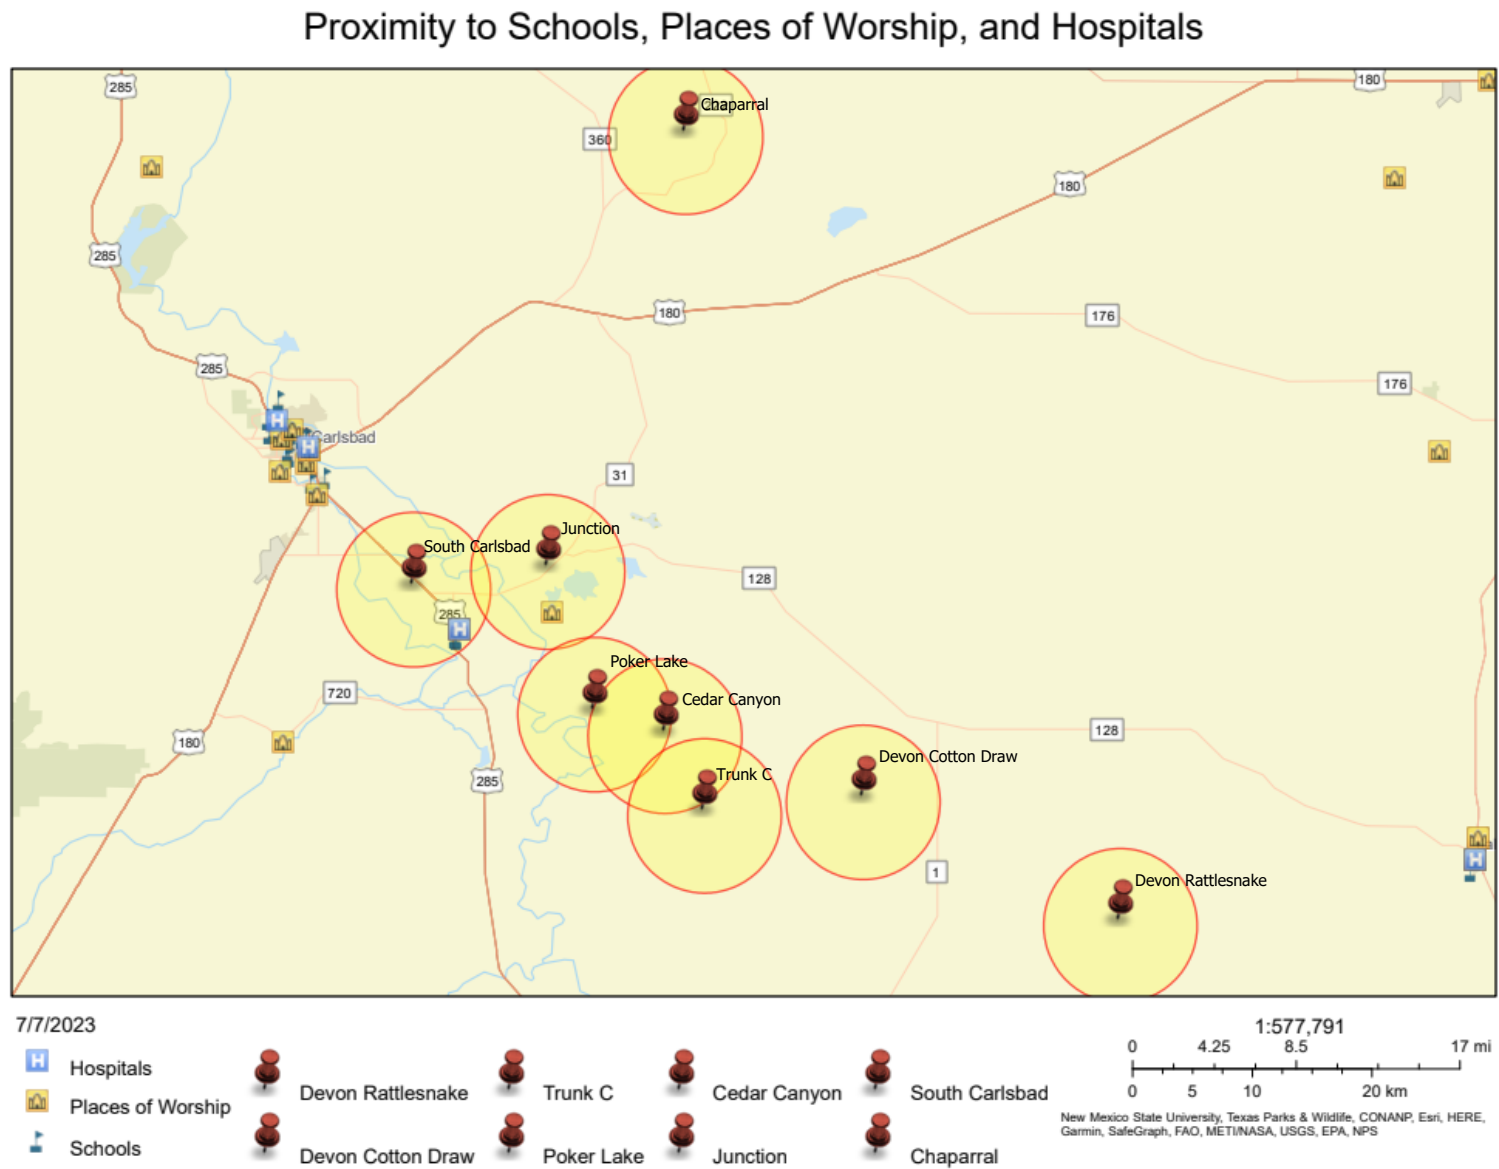 Proximity to Schools, Places of Worship, and Hospitals
285
Chaparral
180
360
180
285
180
176
285
176
Carlsbad
31
Junction
South Carlsbad
128
285
Poker Lake
720
Cedar Canyon
128
180
Devon Cotton Draw
Trunk C
285
1
Devon Rattlesnake
7/7/2023
Hospitals
Places of Worship
Schools
Devon Rattlesnake
Devon Cotton Draw
Trunk C
Poker Lake
Cedar Canyon
Junction
South Carlsbad
Chaparral
1:577,791
0 4.25 8.5 17 mi
0 5 10 20 km
New Mexico State University, Texas Parks & Wildlife, CONANP, Esri, HERE,
Garmin, SafeGraph, FAO, METI/NASA, USGS, EPA, NPS